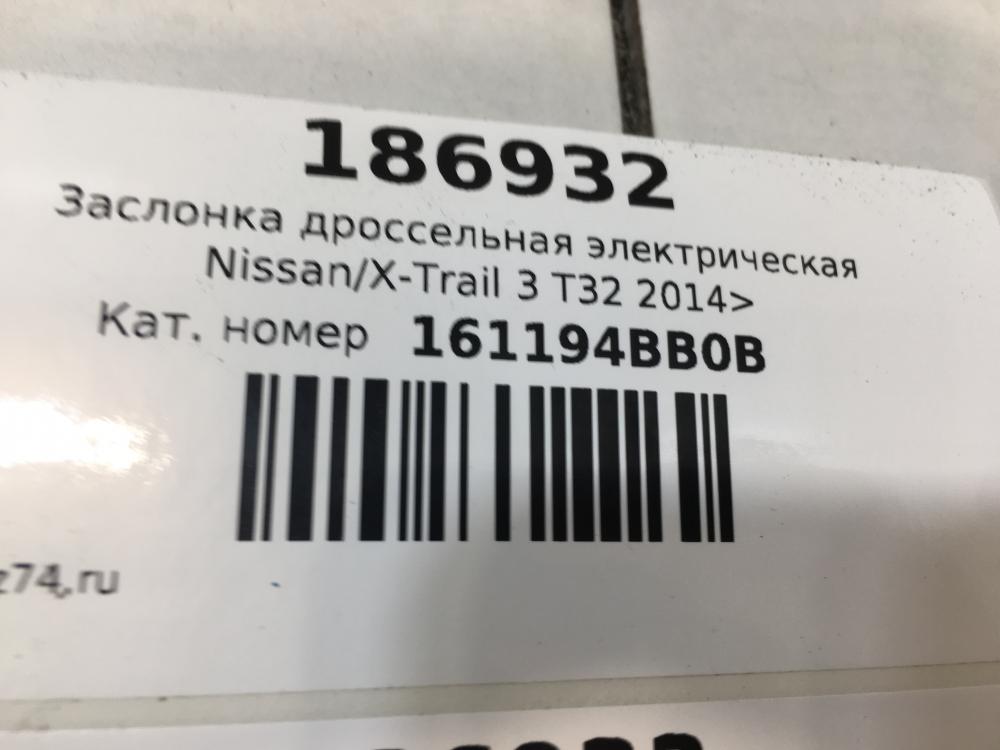 186932
Заслонка дроссельная электрическая
Nissan/X-Trail 3 T32 2014>
Кат. номер 161194BB0B
z74.ru